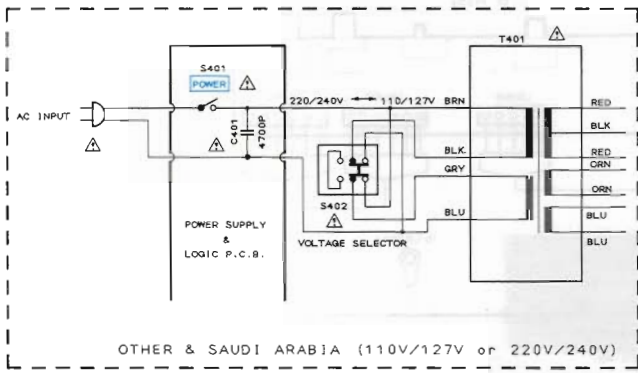 T401
S401
POWER
220/240V 110/127V BRN RED
AC INPUT
C401
4700P
BLK
BLK. RED
GRY ORN
ORN
S402
BLU BLU
POWER SUPPLY
&
LOGIC P.C.B.
VOLTAGE SELECTOR
BLU
OTHER & SAUDI ARABIA (110V/127V or 220V/240V)